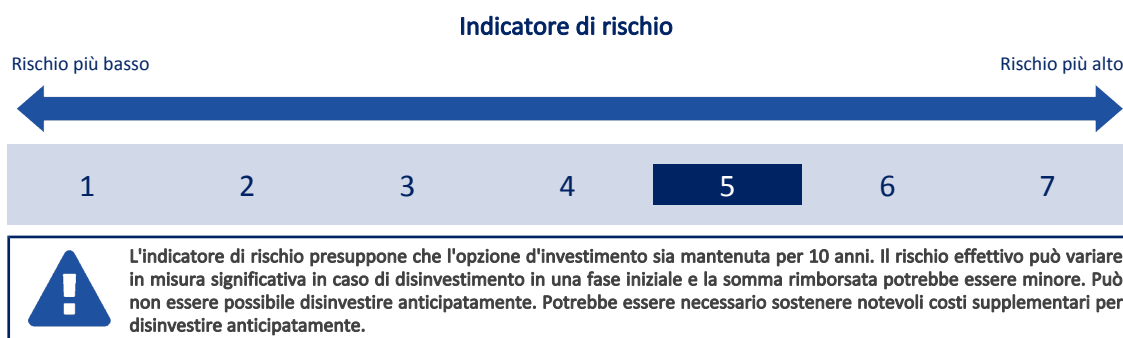 Indicatore di rischio
Rischio più basso
Rischio più alto
1 2 3 4 5 6 7
L'indicatore di rischio presuppone che l'opzione d'investimento sia mantenuta per 10 anni. Il rischio effettivo può variare
in misura significativa in caso di disinvestimento in una fase iniziale e la somma rimborsata potrebbe essere minore. Può
non essere possibile disinvestire anticipatamente. Potrebbe essere necessario sostenere notevoli costi supplementari per
disinvestire anticipatamente.